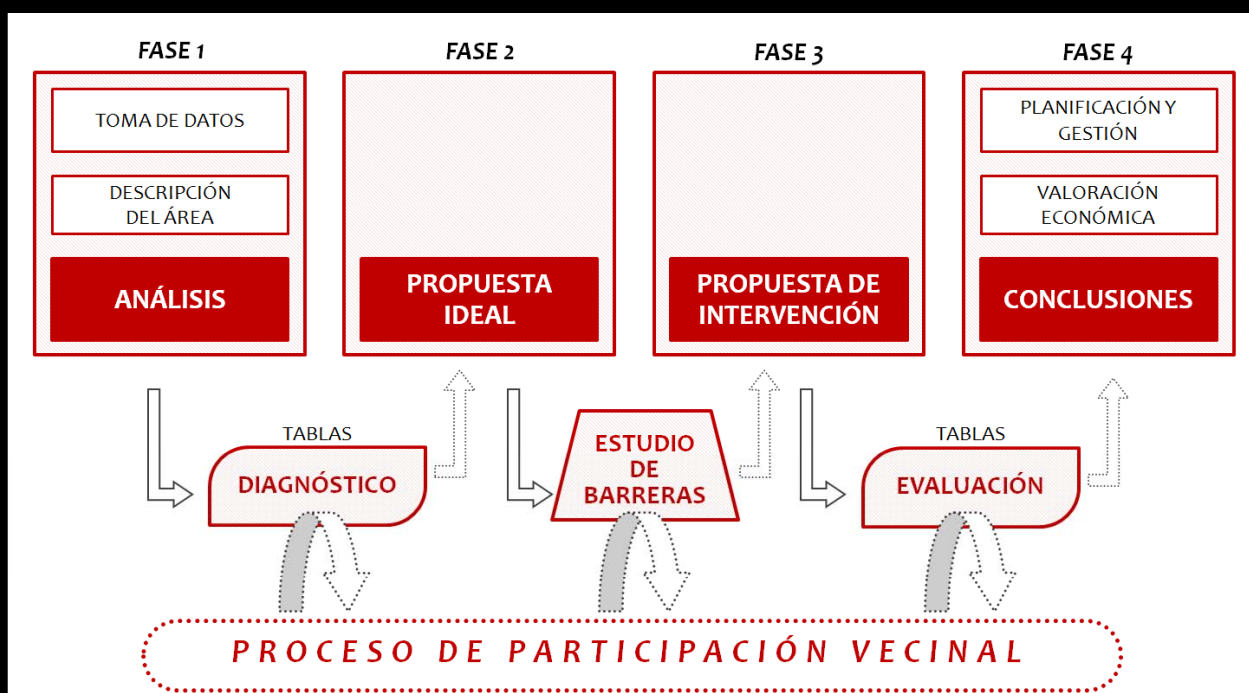 FASE 1
FASE 2
FASE 3
FASE 4
TOMA DE DATOS
DESCRIPCIÓN
DEL ÁREA
ANÁLISIS
PROPUESTA
IDEAL
PROPUESTA DE
INTERVENCIÓN
PLANIFICACIÓN Y
GESTIÓN
VALORACIÓN
ECONÓMICA
CONCLUSIONES
TABLAS
DIAGNÓSTICO
ESTUDIO
DE
BARRERAS
TABLAS
EVALUACIÓN
PROCESO DE PARTICIPACIÓN VECINAL